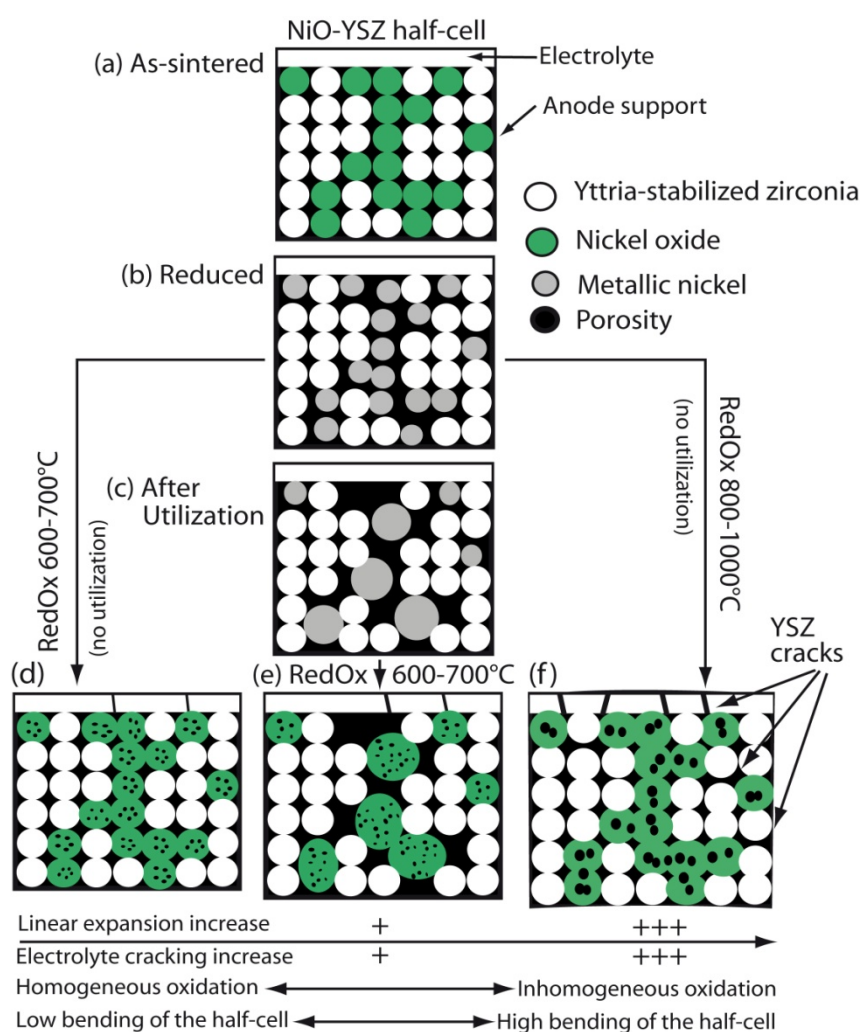 NiO-YSZ half-cell
(a) As-sintered
Electrolyte
Anode support
Yttria-stabilized zirconia
Nickel oxide
Metallic nickel
Porosity
(b) Reduced
(c) After
Utilization
RedOx 600-700°C
(no utilization)
RedOx 800-1000°C
(no utilization)
YSZ
cracks
(d)
(e) RedOx 600-700°C
(f)
Linear expansion increase + +++
Electrolyte cracking increase + +++
Homogeneous oxidation Inhomogeneous oxidation
Low bending of the half-cell High bending of the half-cell